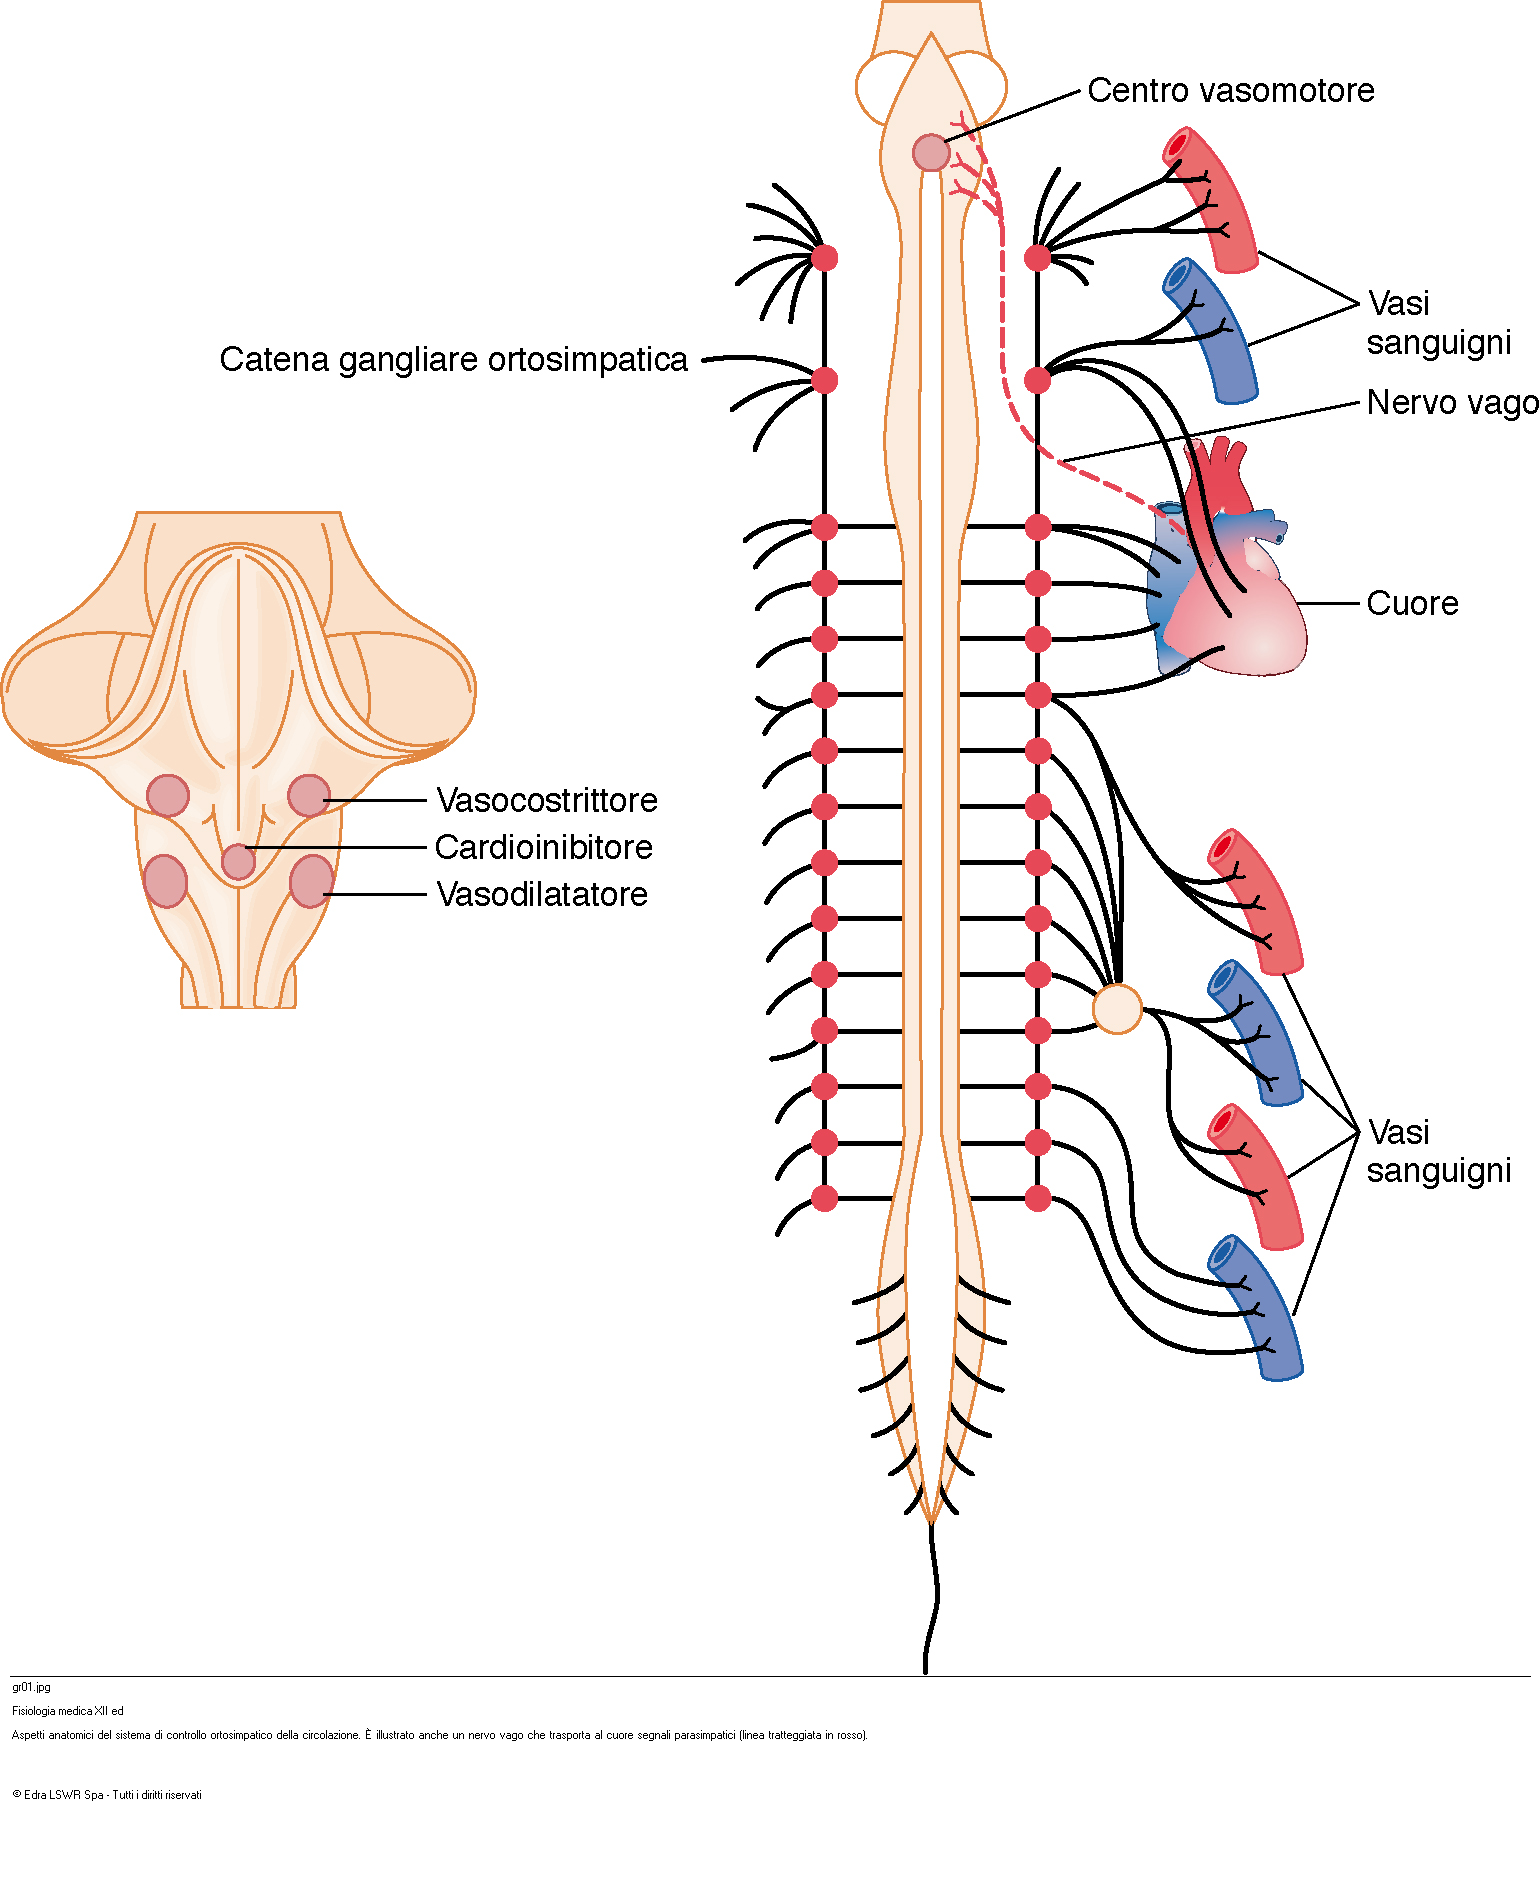 Centro vasomotore
Vasi
sanguigni
Catena gangliare ortosimpatica
Nervo vago
Cuore
Vasocostrittore
Cardioinibitore
Vasodilatatore
Vasi
sanguigni
gr01.jpg
Fisiologia medica XII ed
Aspetti anatomici del sistema di controllo ortosimpatico della circolazione. È illustrato anche un nervo vago che trasporta al cuore segnali parasimpatici (linea tratteggiata in rosso).
© Edra LSWR Spa - Tutti i diritti riservati